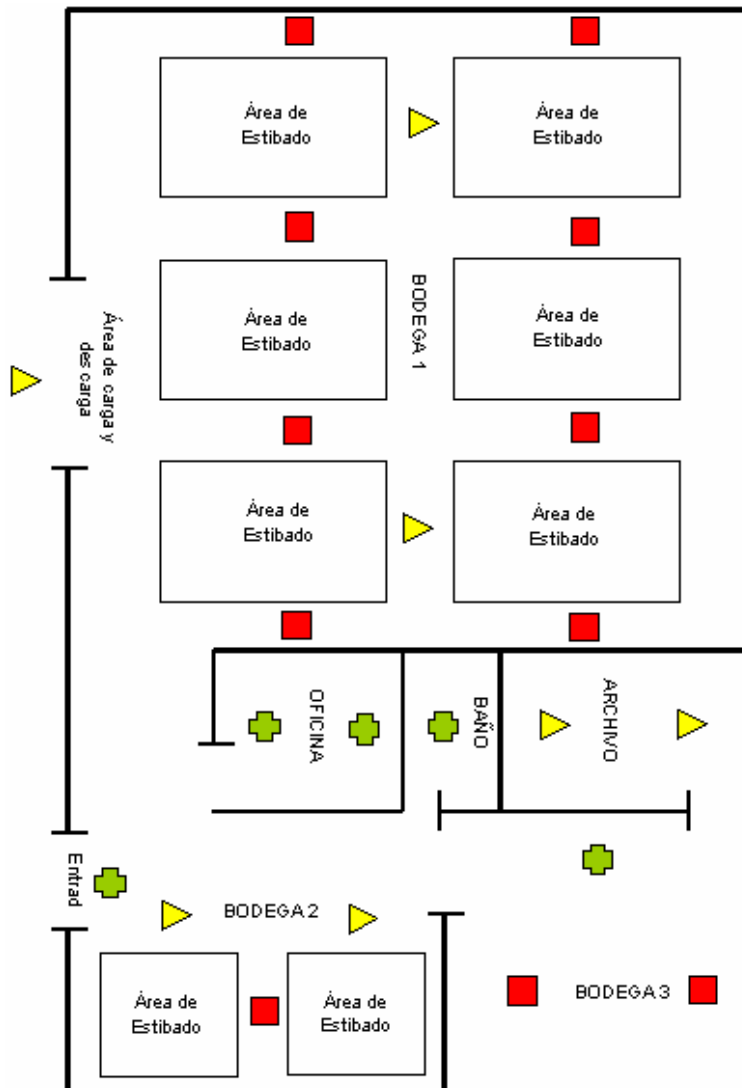 Área de
Estibado
Área de
Estibado
Área de
Estibado
BODEGA 1
Área de
Estibado
Área de carga y
des carga
Área de
Estibado
Área de
Estibado
OFICINA
BAÑO
ARCHIVO
Entrad
BODEGA 2
Área de
Estibado
Área de
Estibado
BODEGA 3